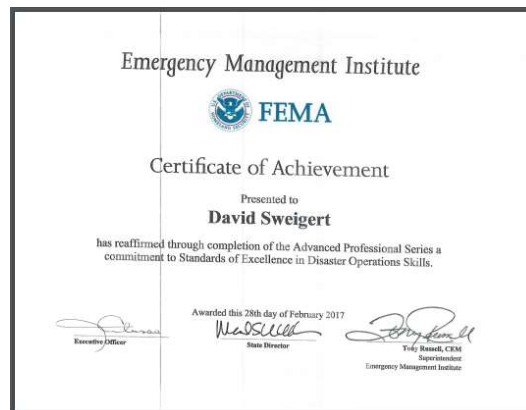 Emergency Management Institute
FEMA
Certificate of Achievement
Presented to
David Sweigert
has reaffirmed through completion of the Advanced Professional Series a
commitment to Standards of Excellence in Disaster Operations Skills.
Awarded this 28th day of February 2017
Executive Officer
State Director
Tony Russell, CEM
Superintendent
Emergency Management Institute